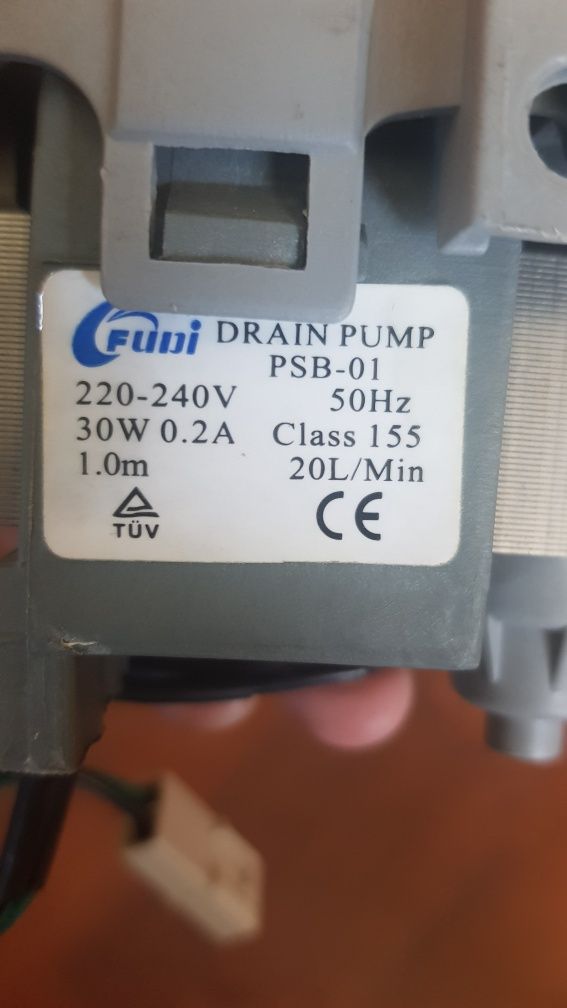 FUDI DRAIN PUMP
PSB-01
220-240V 50Hz
30W 0.2A Class 155
1.0m 20L/Min
TÜV CE